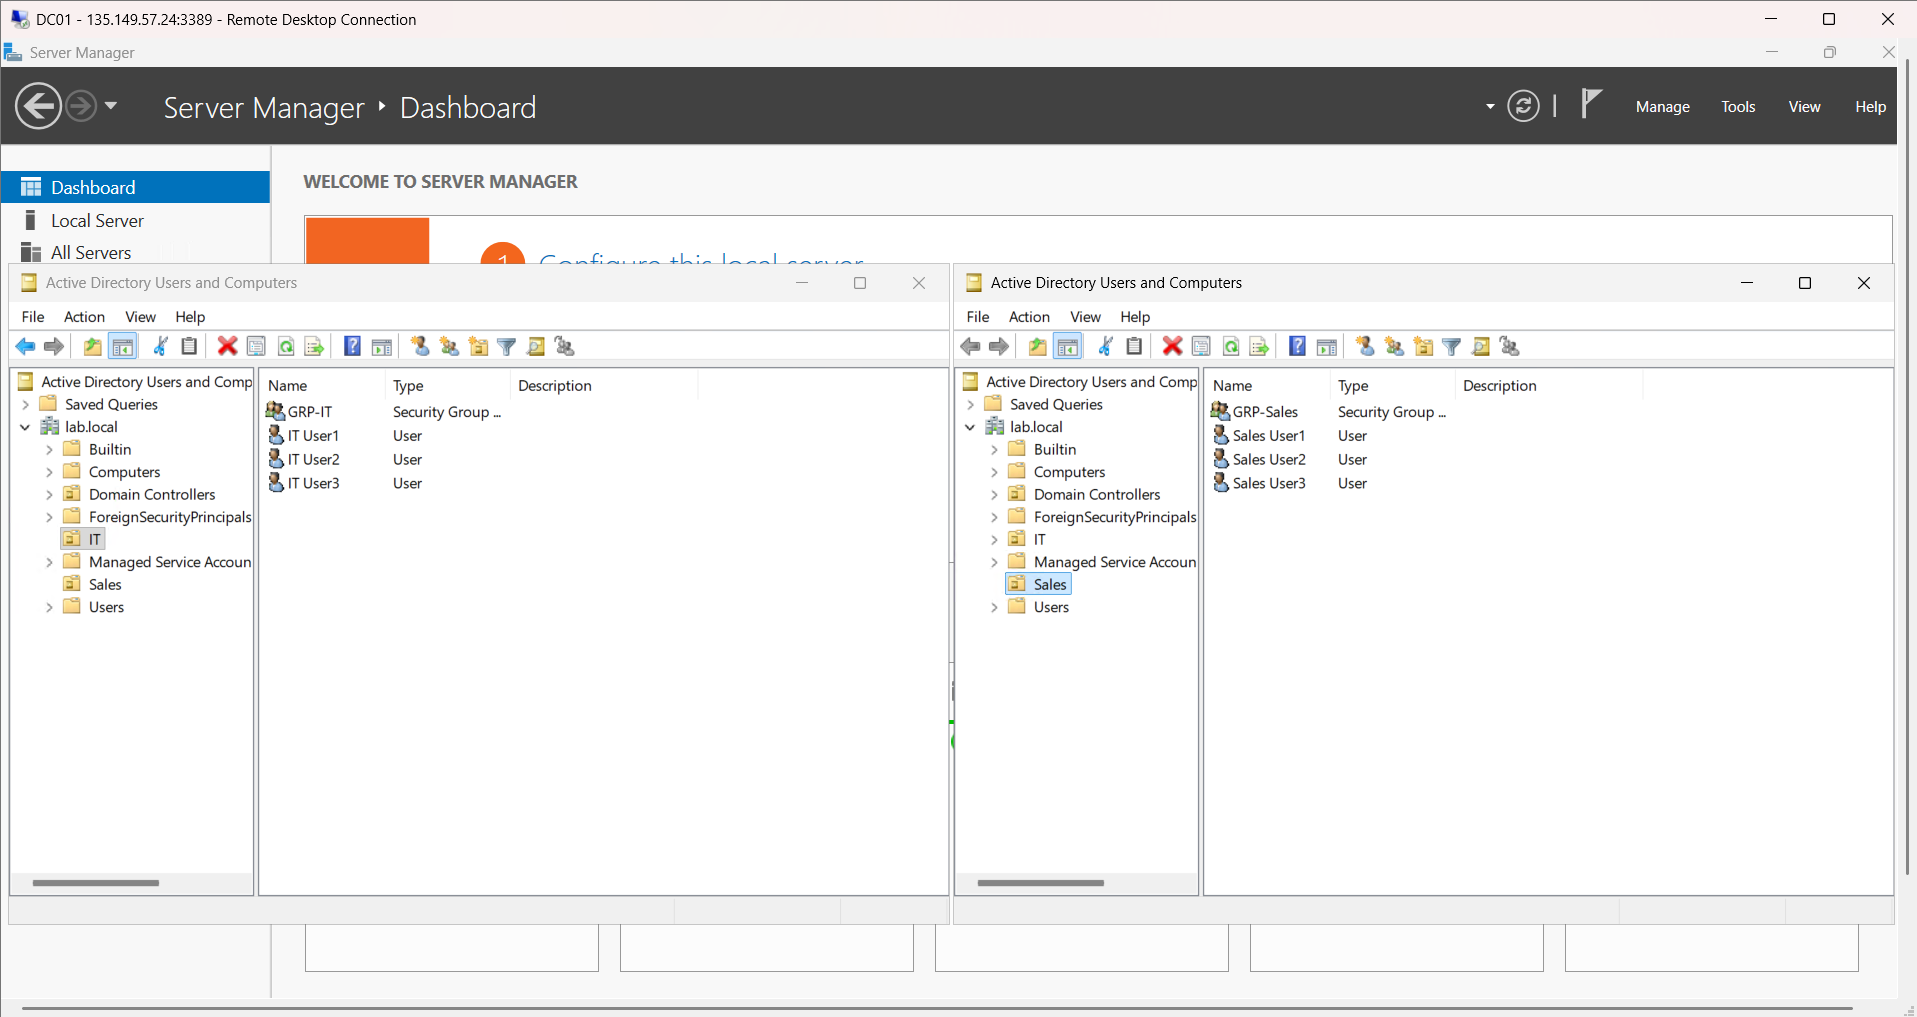 DC01 - 135.149.57.24:3389 - Remote Desktop Connection
Server Manager
Server Manager Dashboard
Manage Tools View Help
Dashboard
Local Server
All Servers
WELCOME TO SERVER MANAGER
1 Configure this local server
Active Directory Users and Computers
File Action View Help
Active Directory Users and Comp
Saved Queries
lab.local
Builtin
Computers
Domain Controllers
ForeignSecurityPrincipals
IT
Managed Service Accoun
Sales
Users
Name Type Description
GRP-IT Security Group ...
IT User1 User
IT User2 User
IT User3 User
Active Directory Users and Computers
File Action View Help
Active Directory Users and Comp
Saved Queries
lab.local
Builtin
Computers
Domain Controllers
ForeignSecurityPrincipals
IT
Managed Service Accoun
Sales
Users
Name Type Description
GRP-Sales Security Group ...
Sales User1 User
Sales User2 User
Sales User3 User